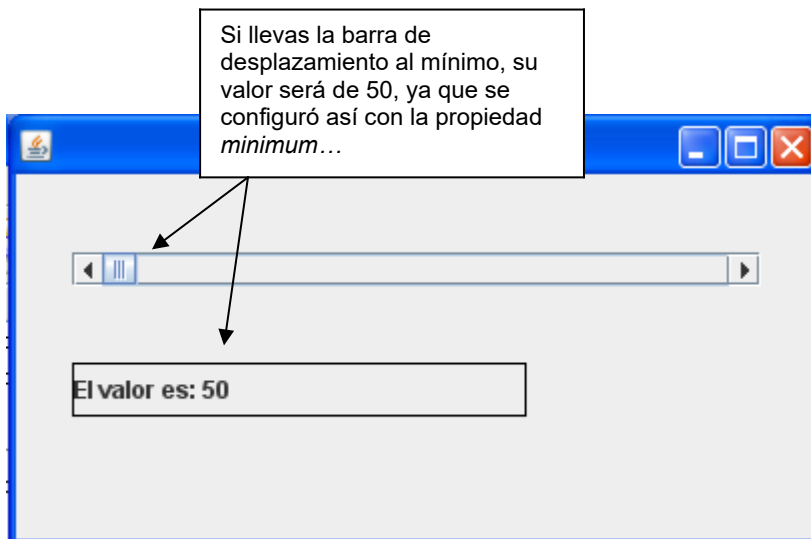 Si llevas la barra de
desplazamiento al mínimo, su
valor será de 50, ya que se
configuró así con la propiedad
minimum…
El valor es: 50